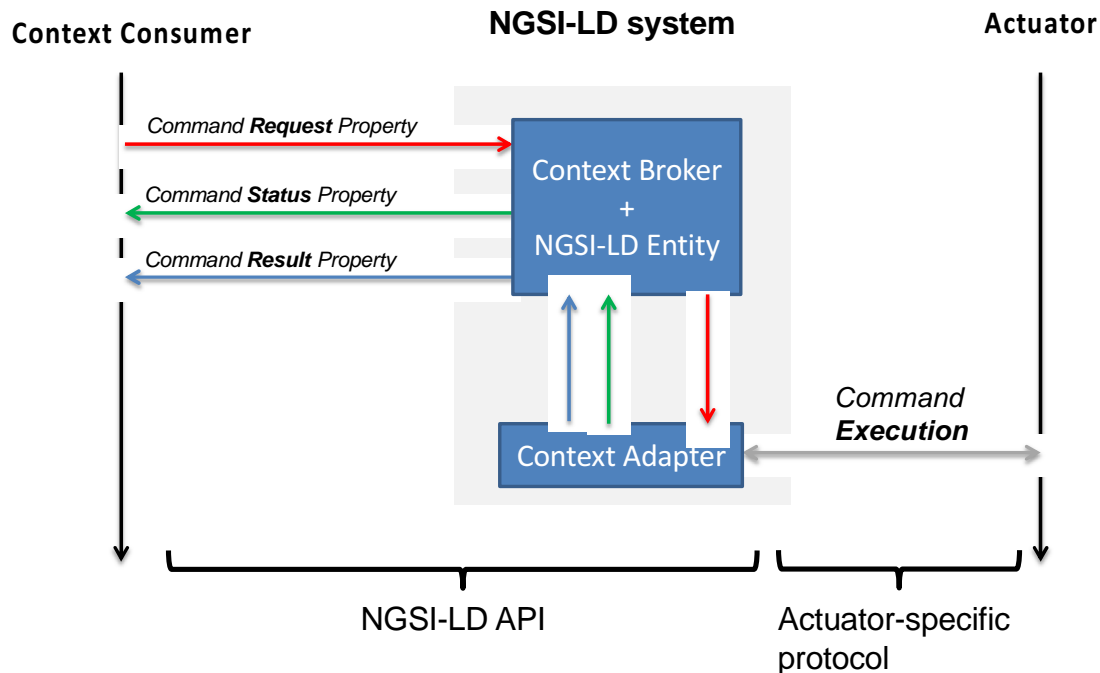 Context Consumer
NGSI-LD system
Actuator
Command Request Property
Command Status Property
Command Result Property
Context Broker
+
NGSI-LD Entity
Context Adapter
Command
Execution
NGSI-LD API
Actuator-specific
protocol